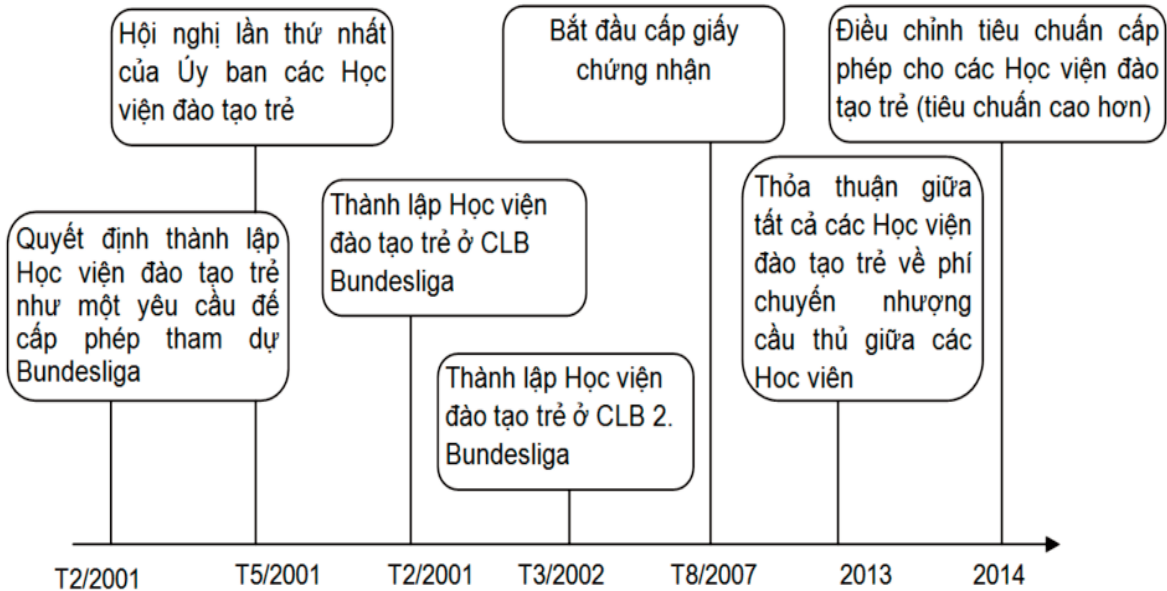 Hội nghị lần thứ nhất
của Úy ban các Học
viện đào tạo trẻ
Bắt đầu cấp giấy
chứng nhận
Điều chỉnh tiêu chuẩn cấp
phép cho các Học viện đào
tạo trẻ (tiêu chuẩn cao hơn)
Quyết định thành lập
Học viện đào tạo trẻ
như một yêu cầu để
cấp phép tham dự
Bundesliga
Thành lập Học viện
đào tạo trẻ ở CLB
Bundesliga
Thành lập Học viện
đào tạo trẻ ở CLB 2.
Bundesliga
Thỏa thuận giữa
tất cả các Học viện
đào tạo trẻ về phí
chuyến nhượng
cầu thủ giữa các
Hoc viên
T2/2001
T5/2001
T2/2001
T3/2002
T8/2007
2013
2014